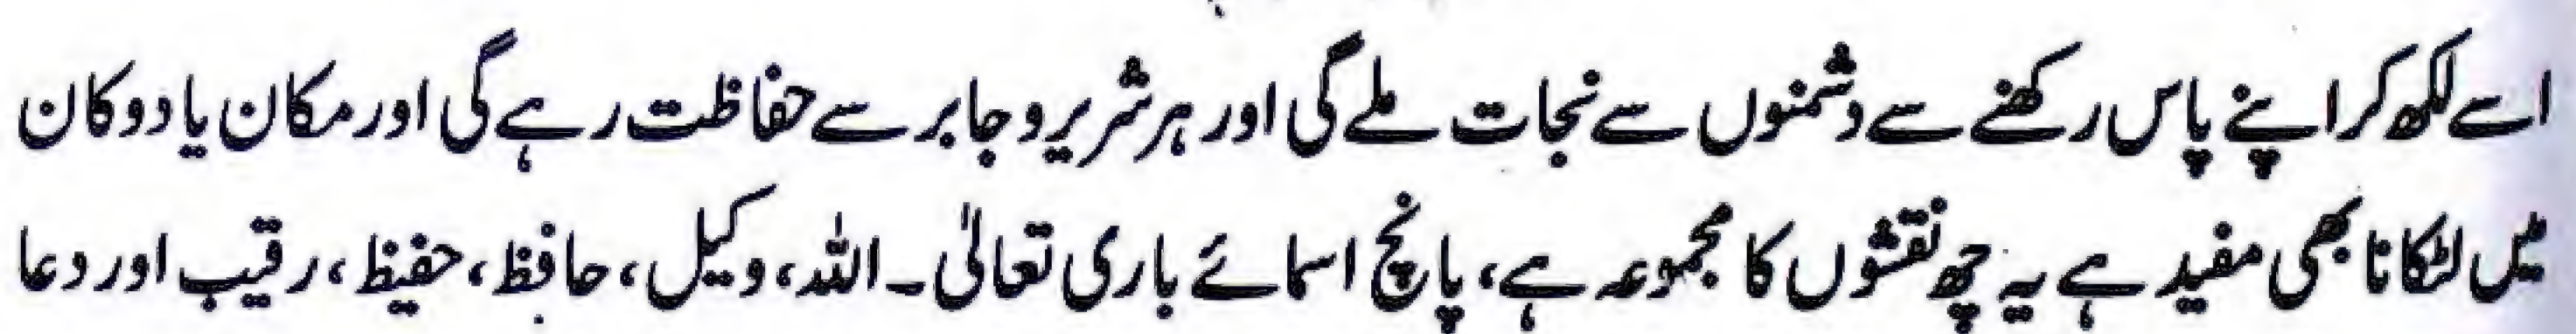 اسے لکھ کر اپنے پاس رکھنے سے دشمنوں سے نجات ملے گی اور ہر شریر و جابر سے حفاظت رہے گی اور مکان یا دوکان
میں لٹکانا بھی مفید ہے یہ چھ نقشوں کا مجموعہ ہے، پانچ اسمائے باری تعالیٰ۔ اللہ، وکیل، حافظ، حفیظ، رقیب اور دعا